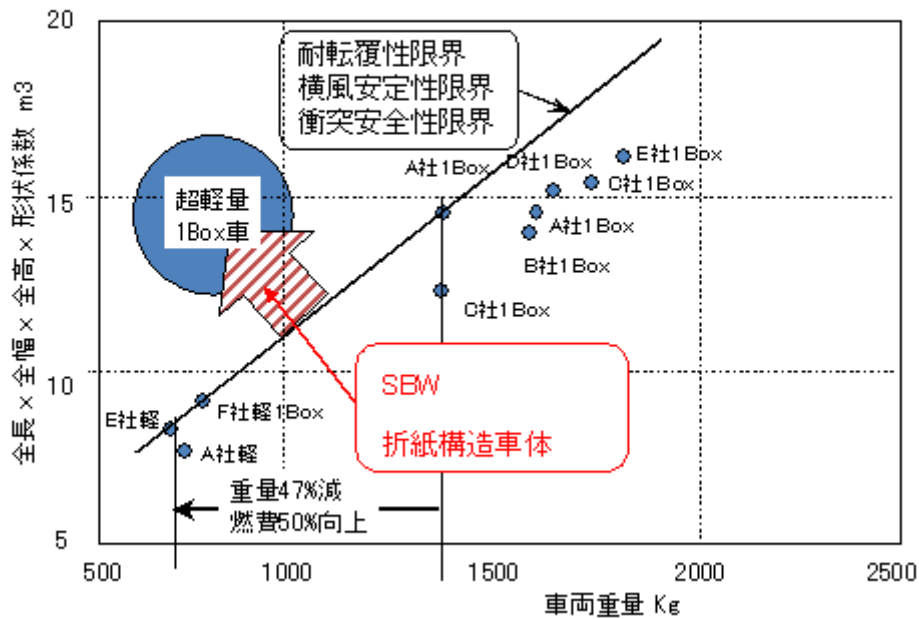 全長×全幅×全高×形状係数 m3
20
15
10
5
耐転覆性限界
横風安定性限界
衝突安全性限界
A社1Box
D社1Box
E社1Box
C社1Box
A社1Box
B社1Box
C社1Box
超軽量
1Box車
SBW
折紙構造車体
E社軽
F社軽1Box
A社軽
重量47%減
燃費50%向上
500
1000
1500
2000
2500
車両重量 Kg